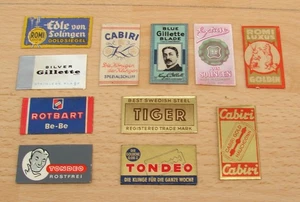 Edle von
Solingen
ROMI
GOLDSIEGEL
CABIRI
SPEZIALSCHLIFF
BLUE
Gillette
BLADE
SOLINGEN
ROMI
LUXUS
GOLDIN
SILVER
Gillette
ROTBART
Be-Be
BEST SWEDISH STEEL
TIGER
REGISTERED TRADE MARK
Cabiri
Cabiri
TONDEO
ROSTFREI
TONDEO
DIE KLINGE FÜR DIE GANZE WOCHE